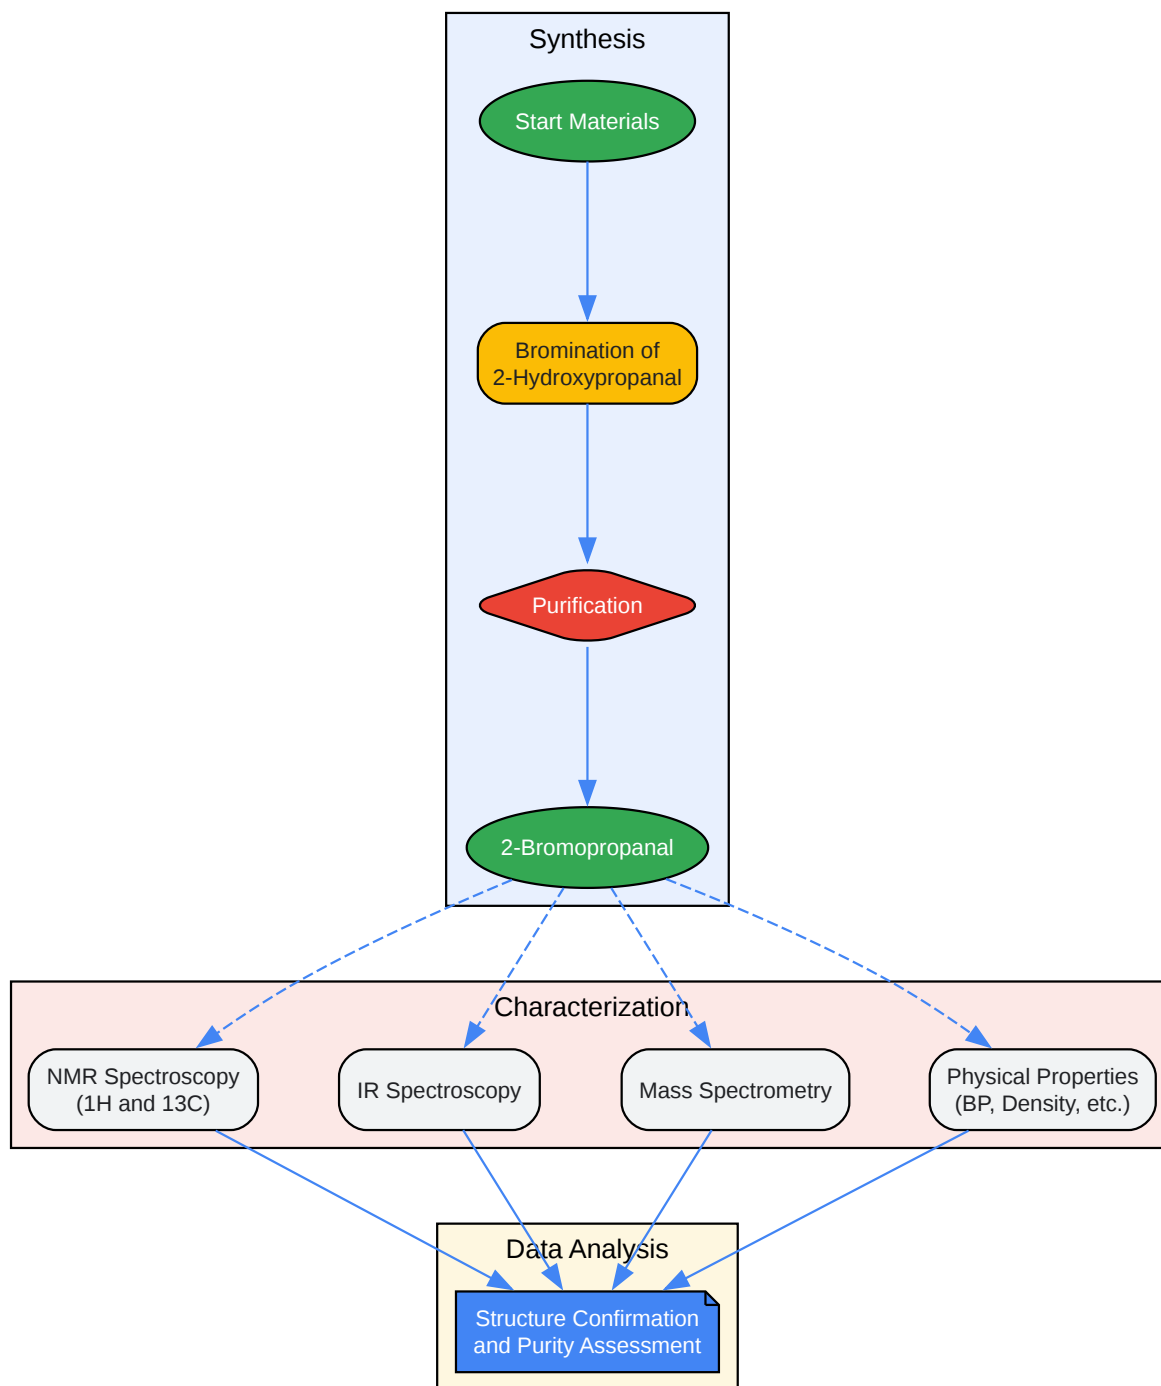 Synthesis
Start Materials
Bromination of
2-Hydroxypropanal
Purification
2-Bromopropanal
Characterization
NMR Spectroscopy
(1H and 13C)
IR Spectroscopy
Mass Spectrometry
Physical Properties
(BP, Density, etc.)
Data Analysis
Structure Confirmation
and Purity Assessment